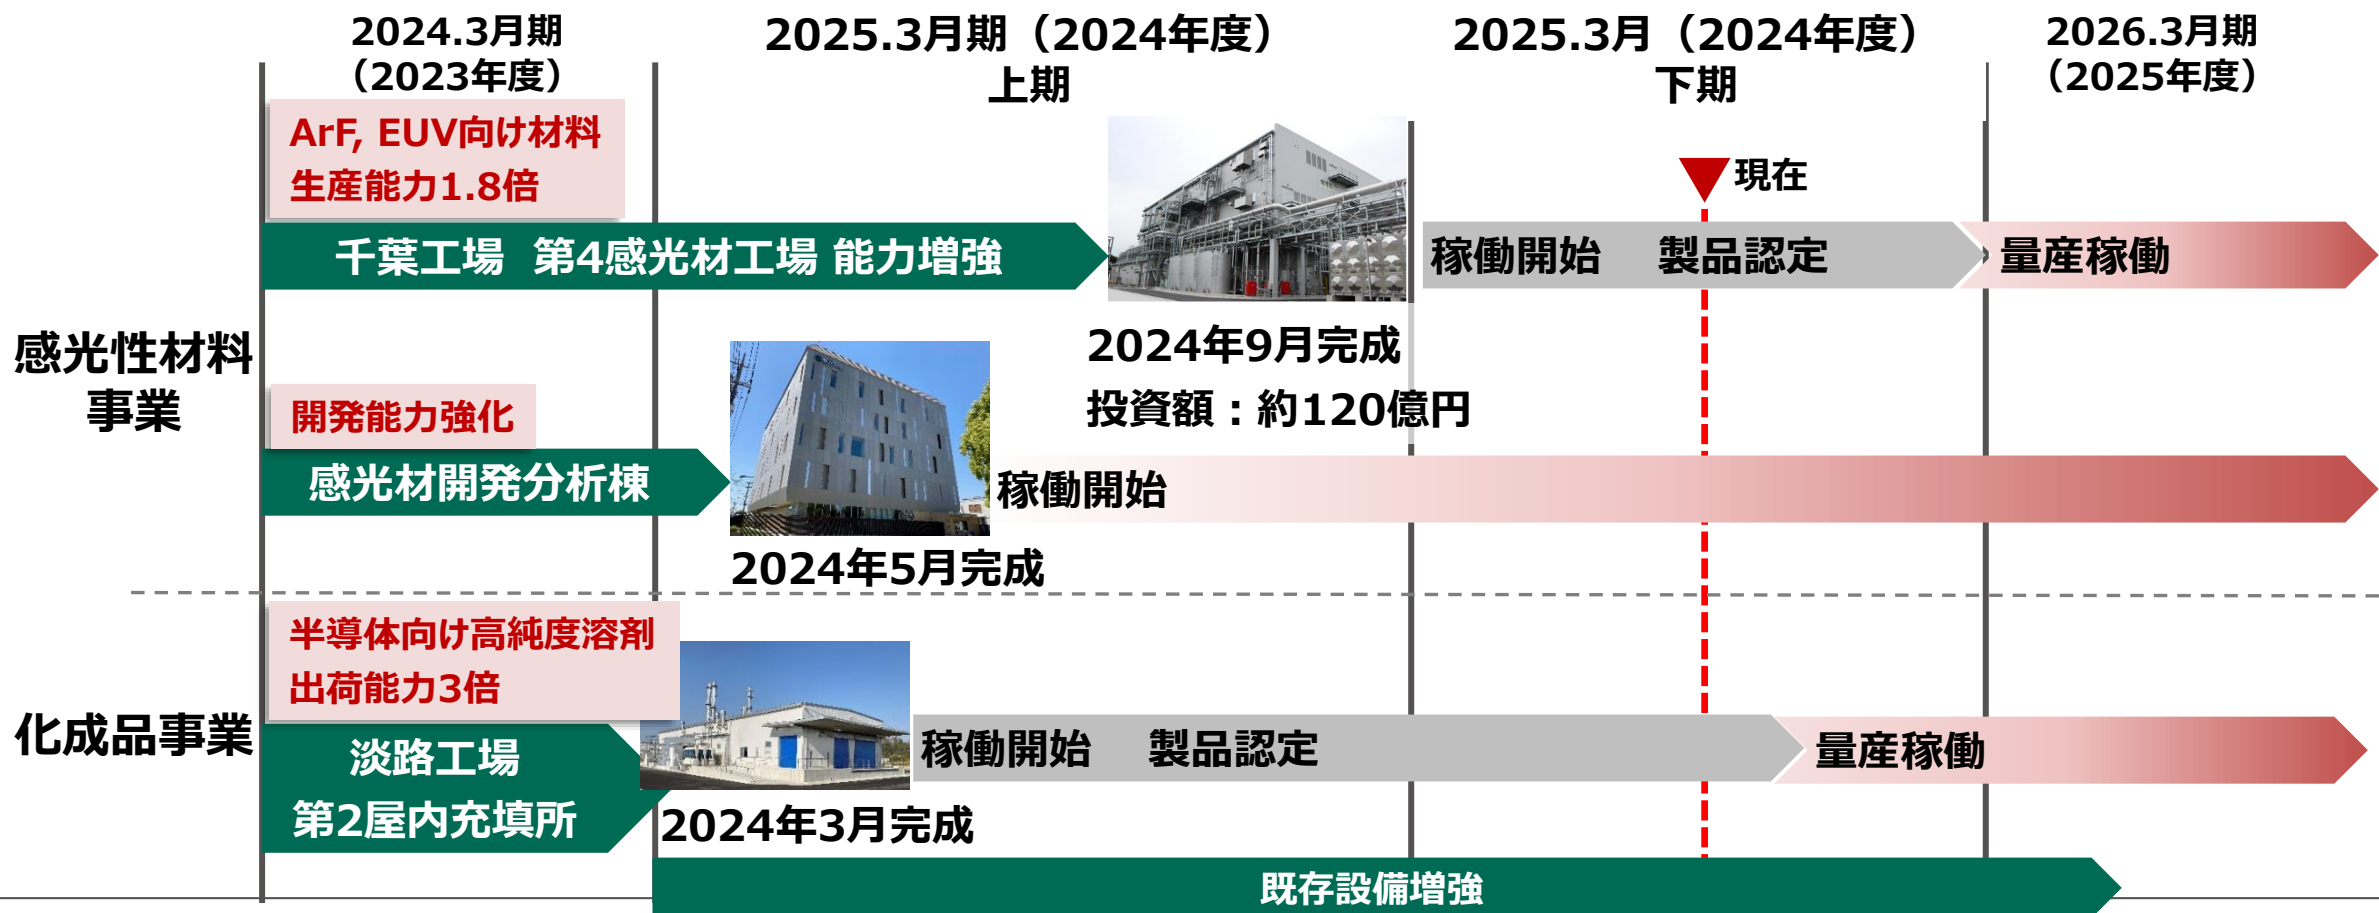 2024.3月期
（2023年度）
2025.3月期（2024年度）
上期
2025.3月（2024年度）
下期
2026.3月期
（2025年度）
現在
感光性材料
事業
ArF, EUV向け材料
生産能力1.8倍
千葉工場 第4感光材工場 能力増強
稼働開始 製品認定
量産稼働
2024年9月完成
投資額：約120億円
開発能力強化
感光材開発分析棟
稼働開始
2024年5月完成
化成品事業
半導体向け高純度溶剤
出荷能力3倍
淡路工場
第2屋内充填所
稼働開始 製品認定
量産稼働
2024年3月完成
既存設備増強